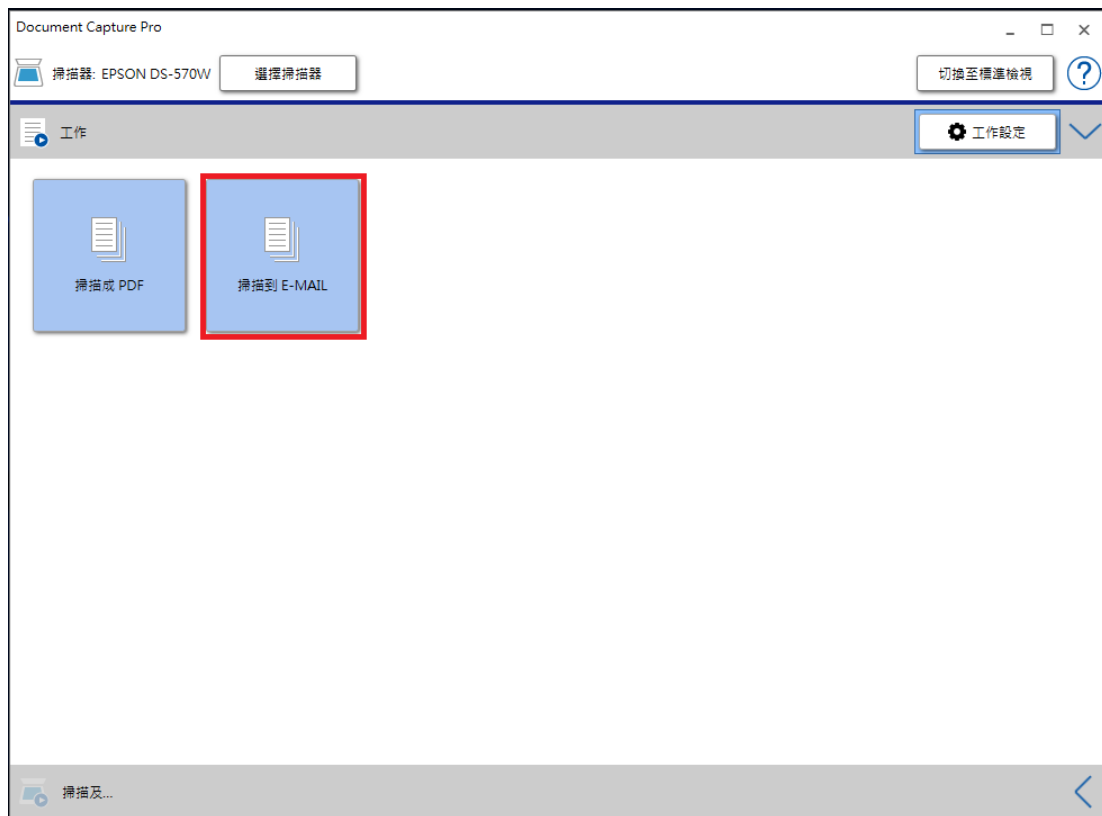 Document Capture Pro
掃描器: EPSON DS-570W 選擇掃描器 切換至標準檢視 ?
工作 工作設定
掃描成 PDF 掃描到 E-MAIL
掃描及...